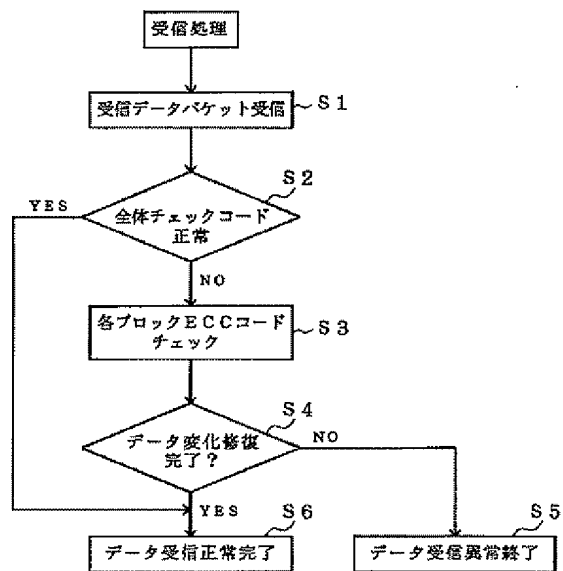 受信処理
受信データパケット受信
S1
S2
YES
全体チェックコード
正常
NO
各ブロックECCコード
チェック
S3
S4
データ変化修復
完了?
NO
YES
S6
データ受信正常完了
S5
データ受信異常終了